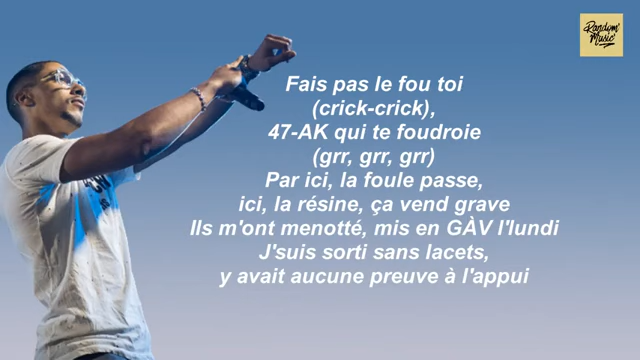 Random
Music
Fais pas le fou toi
(crick-crick),
47-AK qui te foudroie
(grr, grr, grr)
Par ici, la foule passe,
ici, la résine, ça vend grave
Ils m'ont menotté, mis en GÀV l'lundi
J'suis sorti sans lacets,
y avait aucune preuve à l'appui